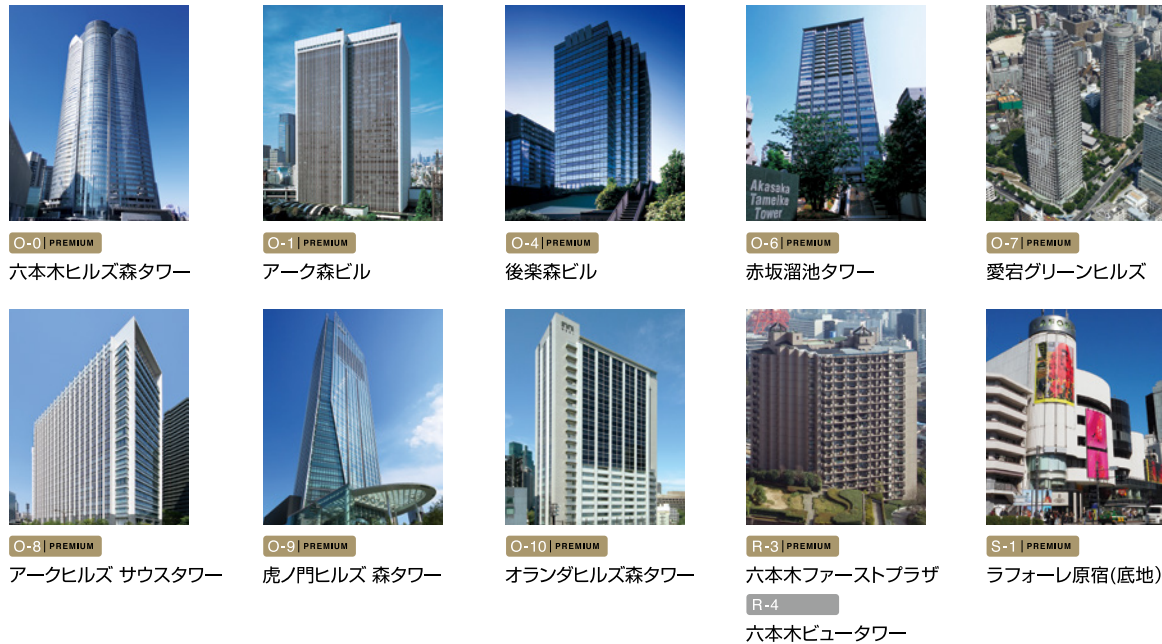 Akasaka
Tameike
Tower
O-0 | PREMIUM
六本木ヒルズ森タワー
O-1 | PREMIUM
アーク森ビル
O-4 | PREMIUM
後楽森ビル
O-6 | PREMIUM
赤坂溜池タワー
O-7 | PREMIUM
愛宕グリーンヒルズ
O-8 | PREMIUM
アークヒルズ サウスタワー
O-9 | PREMIUM
虎ノ門ヒルズ 森タワー
O-10 | PREMIUM
オランダヒルズ森タワー
R-3 | PREMIUM
六本木ファーストプラザ
R-4
六本木ビュータワー
S-1 | PREMIUM
ラフォーレ原宿(底地)